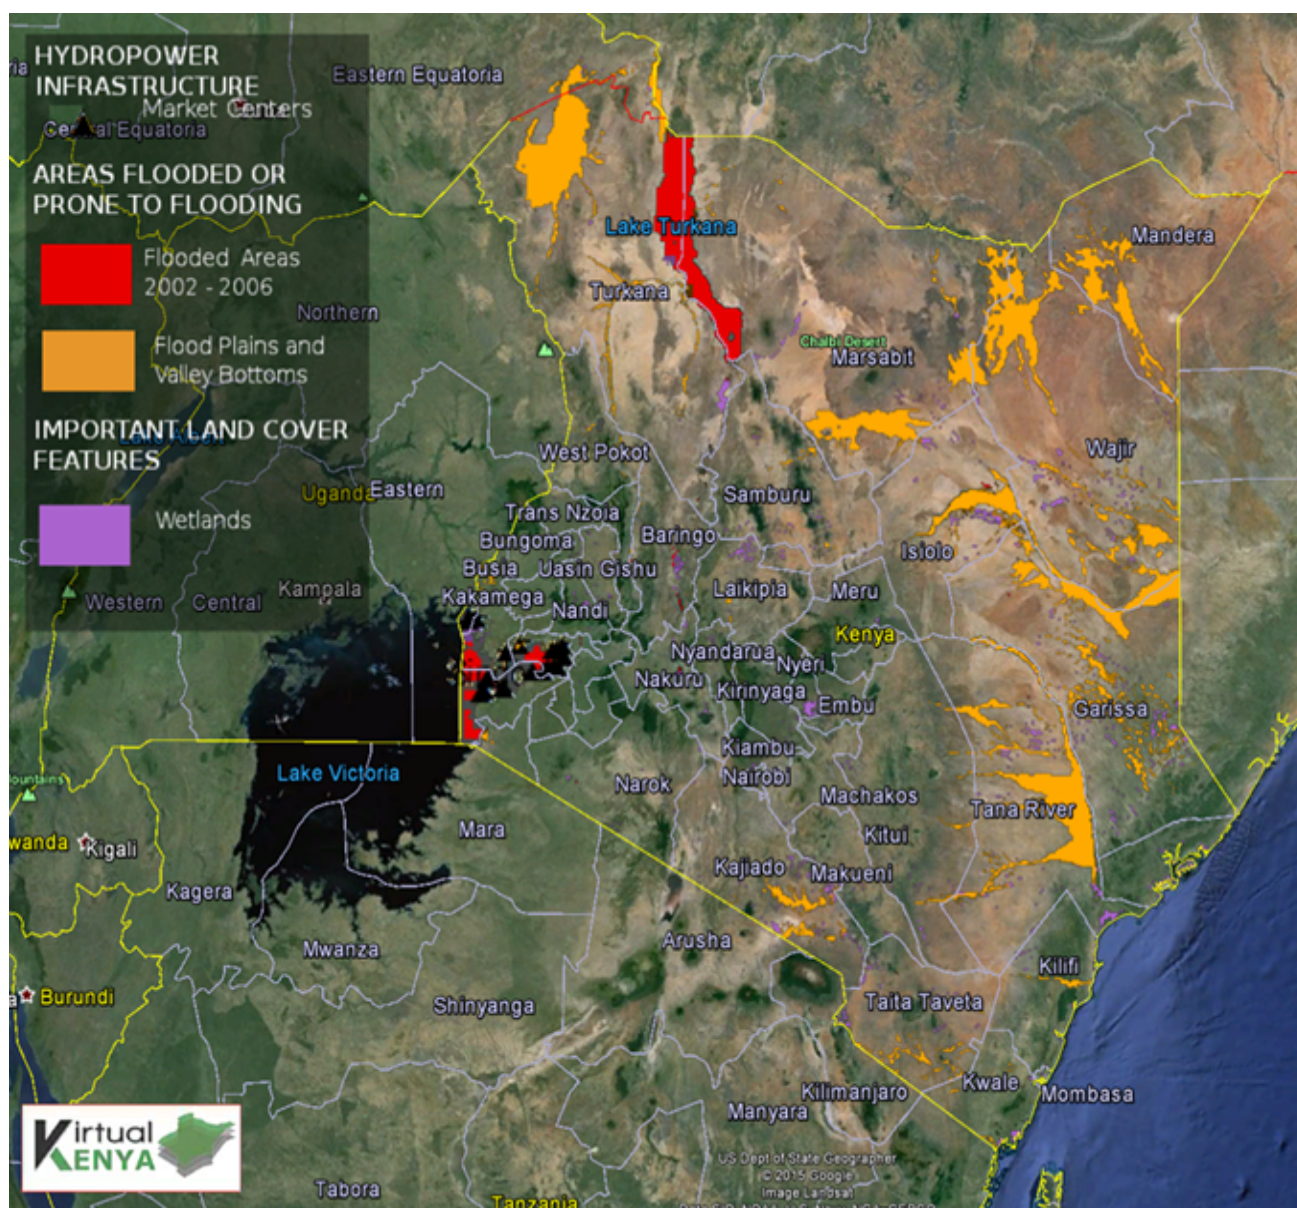 HYDROPOWER
INFRASTRUCTURE
Market Centers
Central Equatoria
AREAS FLOODED OR
PRONE TO FLOODING
Flooded Areas
2002 - 2006
Flood Plains and
Valley Bottoms
IMPORTANT LAND COVER
FEATURES
Wetlands
Eastern Equatoria
Mandera
Lake Turkana
Turkana
Northern
Chalbi Desert
Marsabit
West Pokot
Wajir
Uganda
Eastern
Samburu
Trans Nzoia
Bungoma
Baringo
Isiolo
Busia
Uasin Gishu
Western
Central
Kampala
Kakamega
Nandi
Laikipia
Meru
Kenya
Nyandarua
Nyeri
Nakuru
Kirinyaga
Embu
Garissa
Kiambu
Lake Victoria
Nairobi
Narok
Machakos
Tana River
Mara
Kitui
wanda
Kigali
Kajiado
Makueni
Kagera
Arusha
Mwanza
Kilifi
Burundi
Shinyanga
Taita Taveta
Kwale
Mombasa
Kilimanjaro
Manyara
Virtual
KENYA
US Dept of State Geographer
© 2015 Google
Image Landsat
Tabora
Tanzania